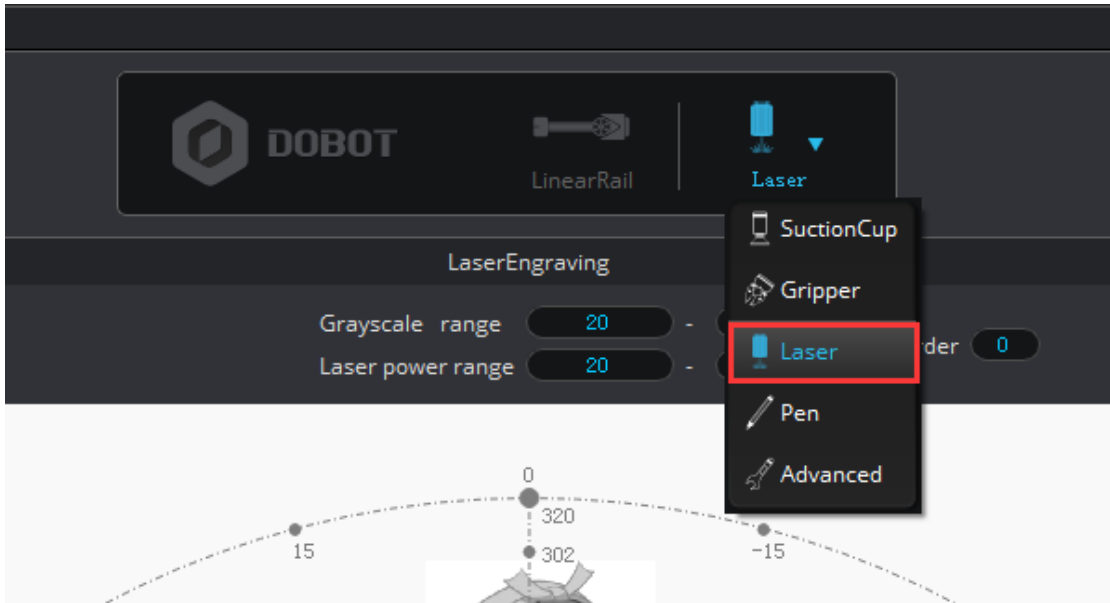 DOBOT
LinearRail
Laser
SuctionCup
Gripper
Laser
Pen
Advanced
LaserEngraving
Grayscale range 20 -
Laser power range 20 -
der 0
0
320
302
15
-15